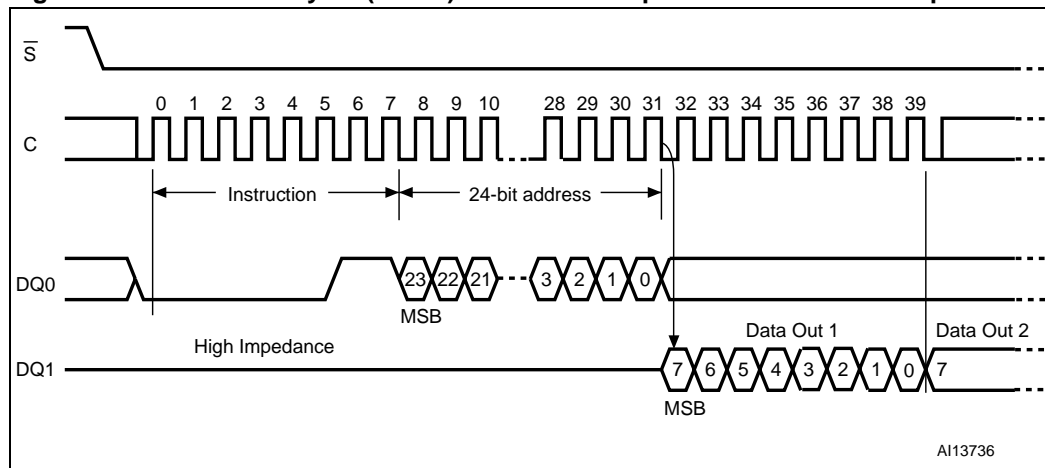 S
0 1 2 3 4 5 6 7 8 9 10 28 29 30 31 32 33 34 35 36 37 38 39
C
Instruction 24-bit address
DQ0 23 22 21 3 2 1 0
MSB
High Impedance Data Out 1 Data Out 2
DQ1 7 6 5 4 3 2 1 0 7
MSB
AI13736